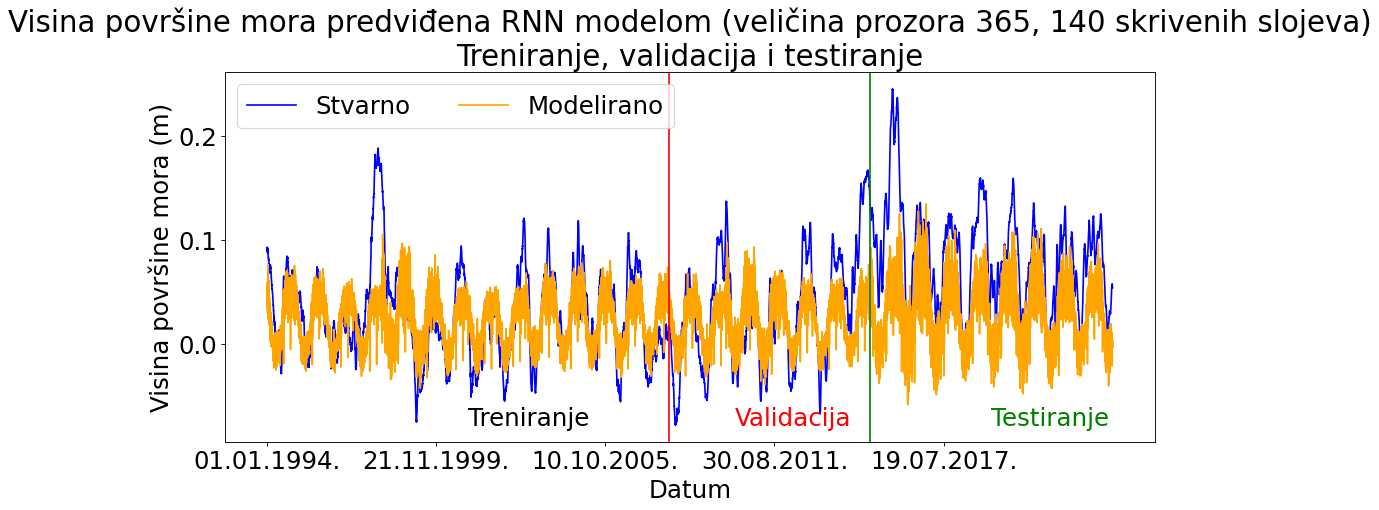 Visina površine mora predviđena RNN modelom (veličina prozora 365, 140 skrivenih slojeva)
Treniranje, validacija i testiranje
Stvarno
Modelirano
Visina površine mora (m)
0.2
0.1
0.0
Treniranje
Validacija
Testiranje
01.01.1994.
21.11.1999.
10.10.2005.
30.08.2011.
19.07.2017.
Datum